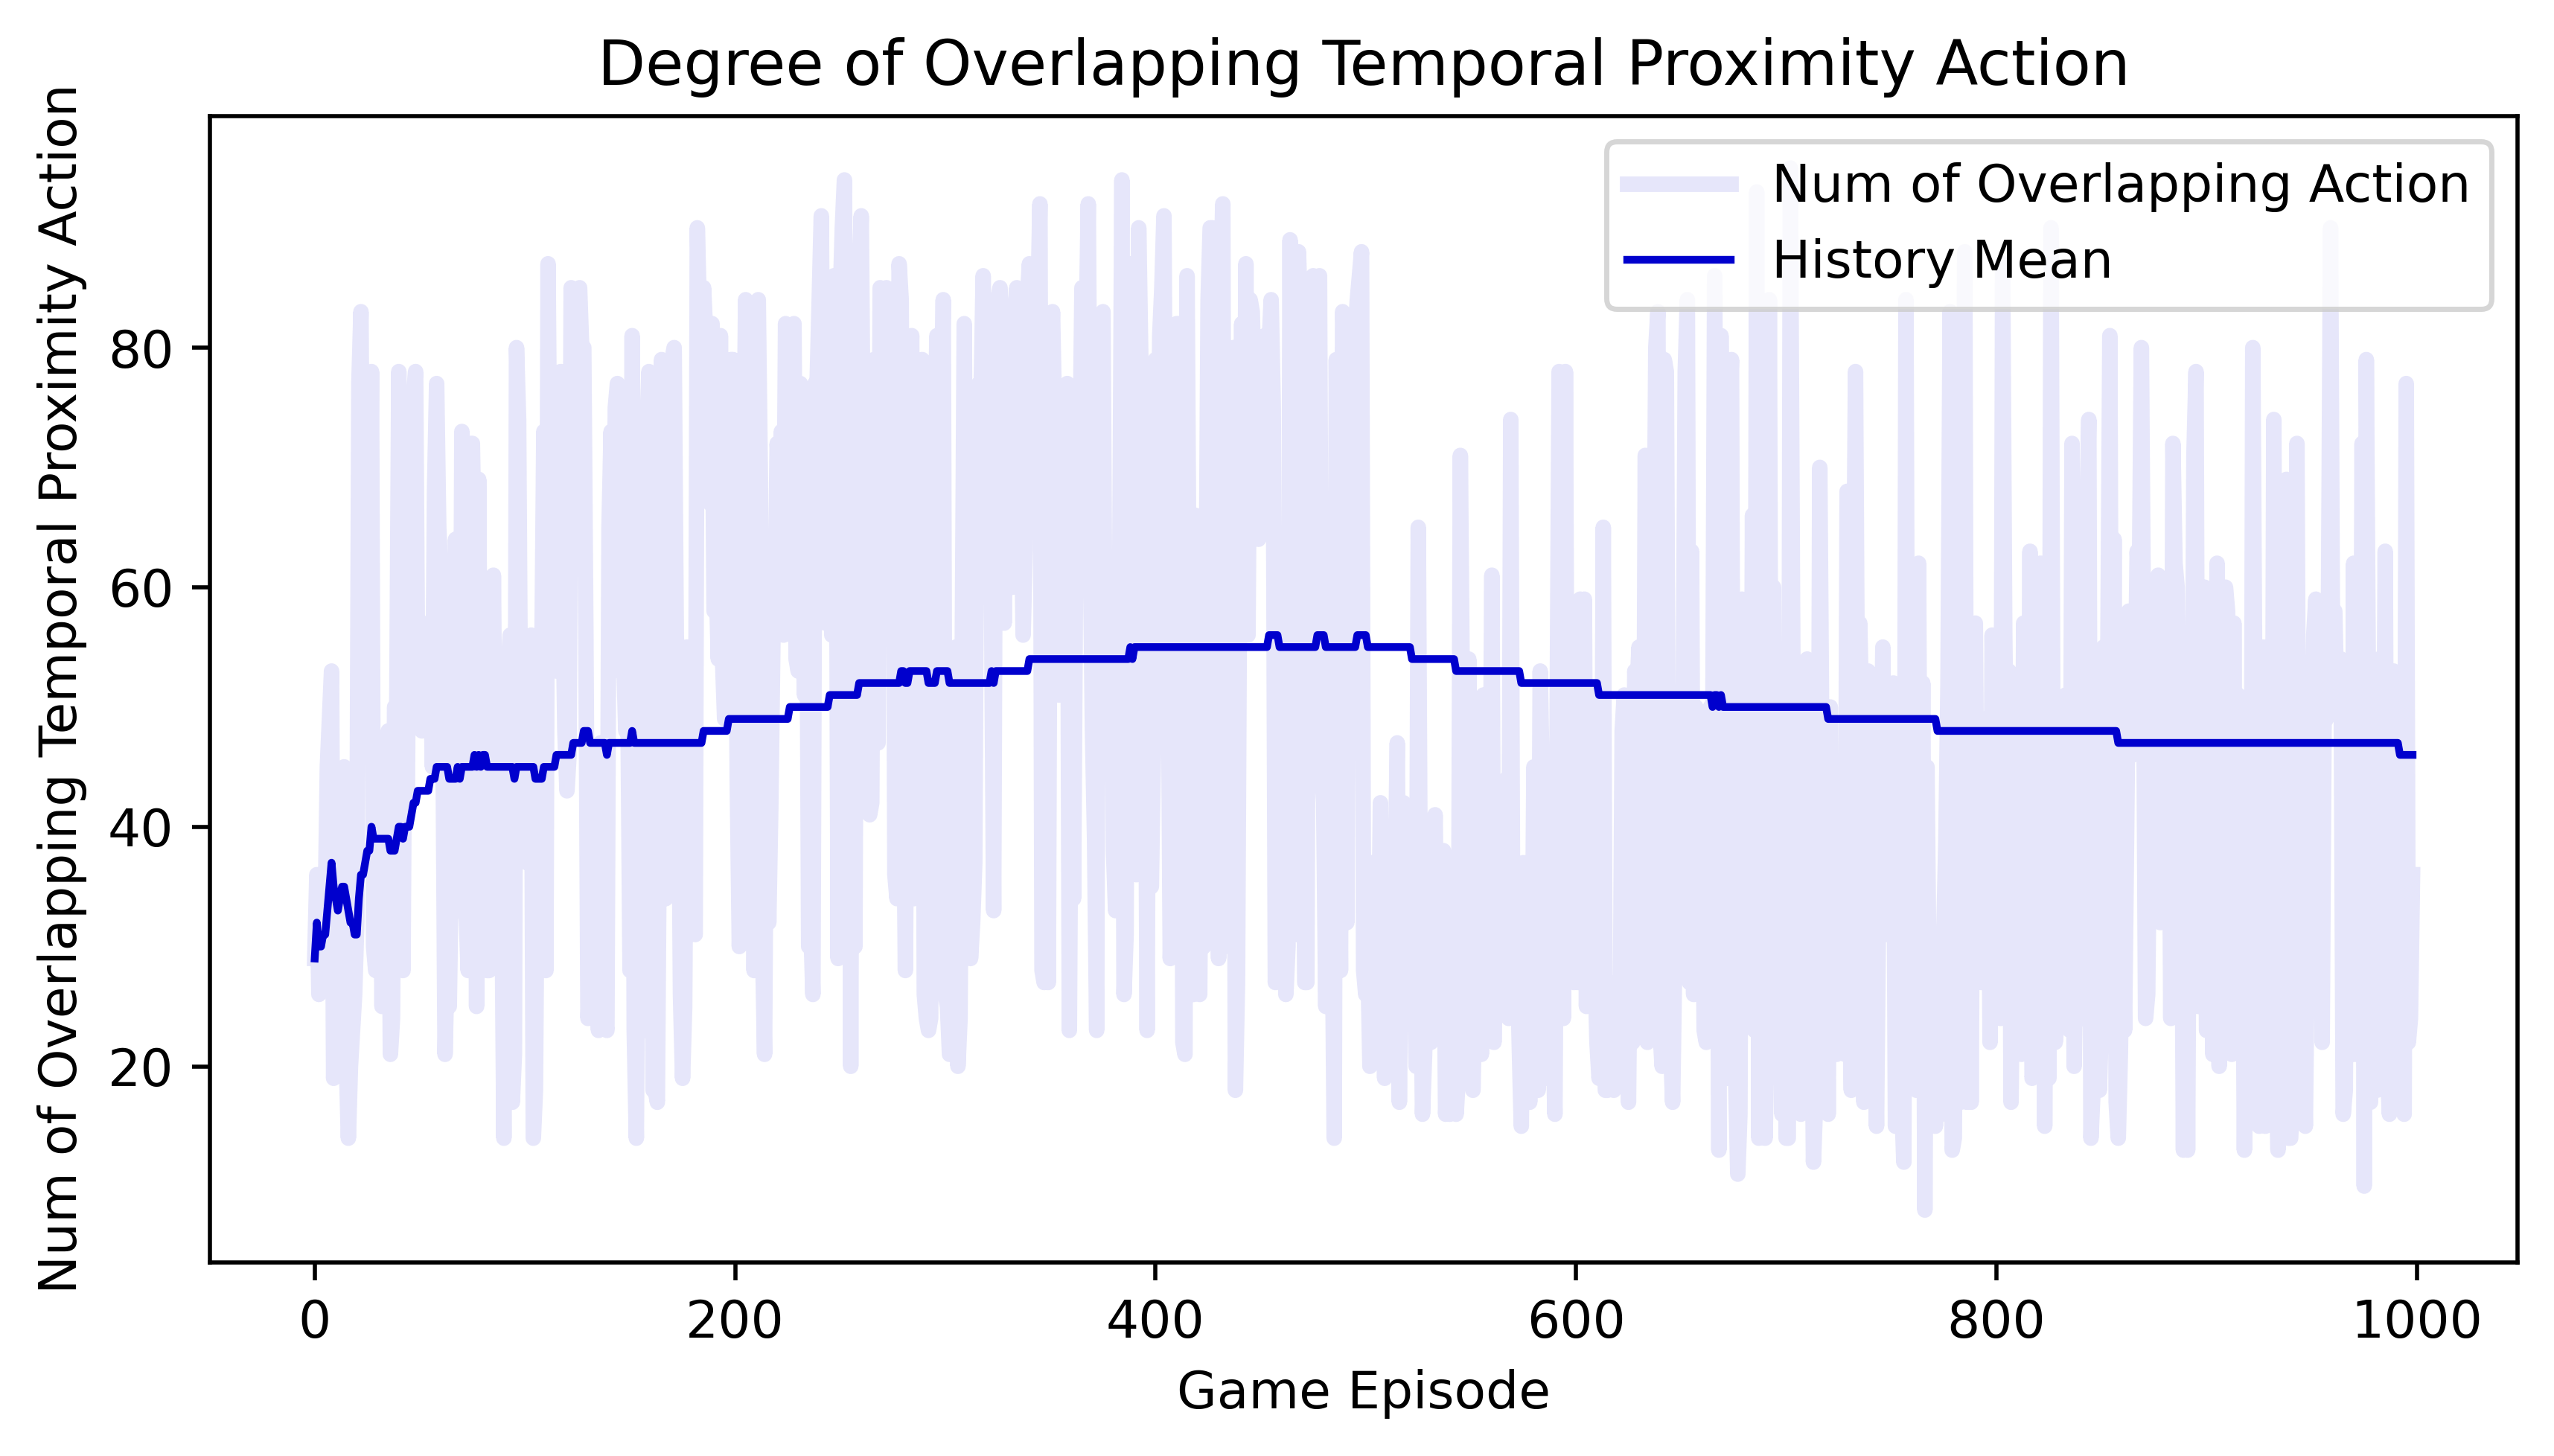 Degree of Overlapping Temporal Proximity Action
Num of Overlapping Action
History Mean
Num of Overlapping Temporal Proximity Action
80
60
40
20
0
200
400
600
800
1000
Game Episode